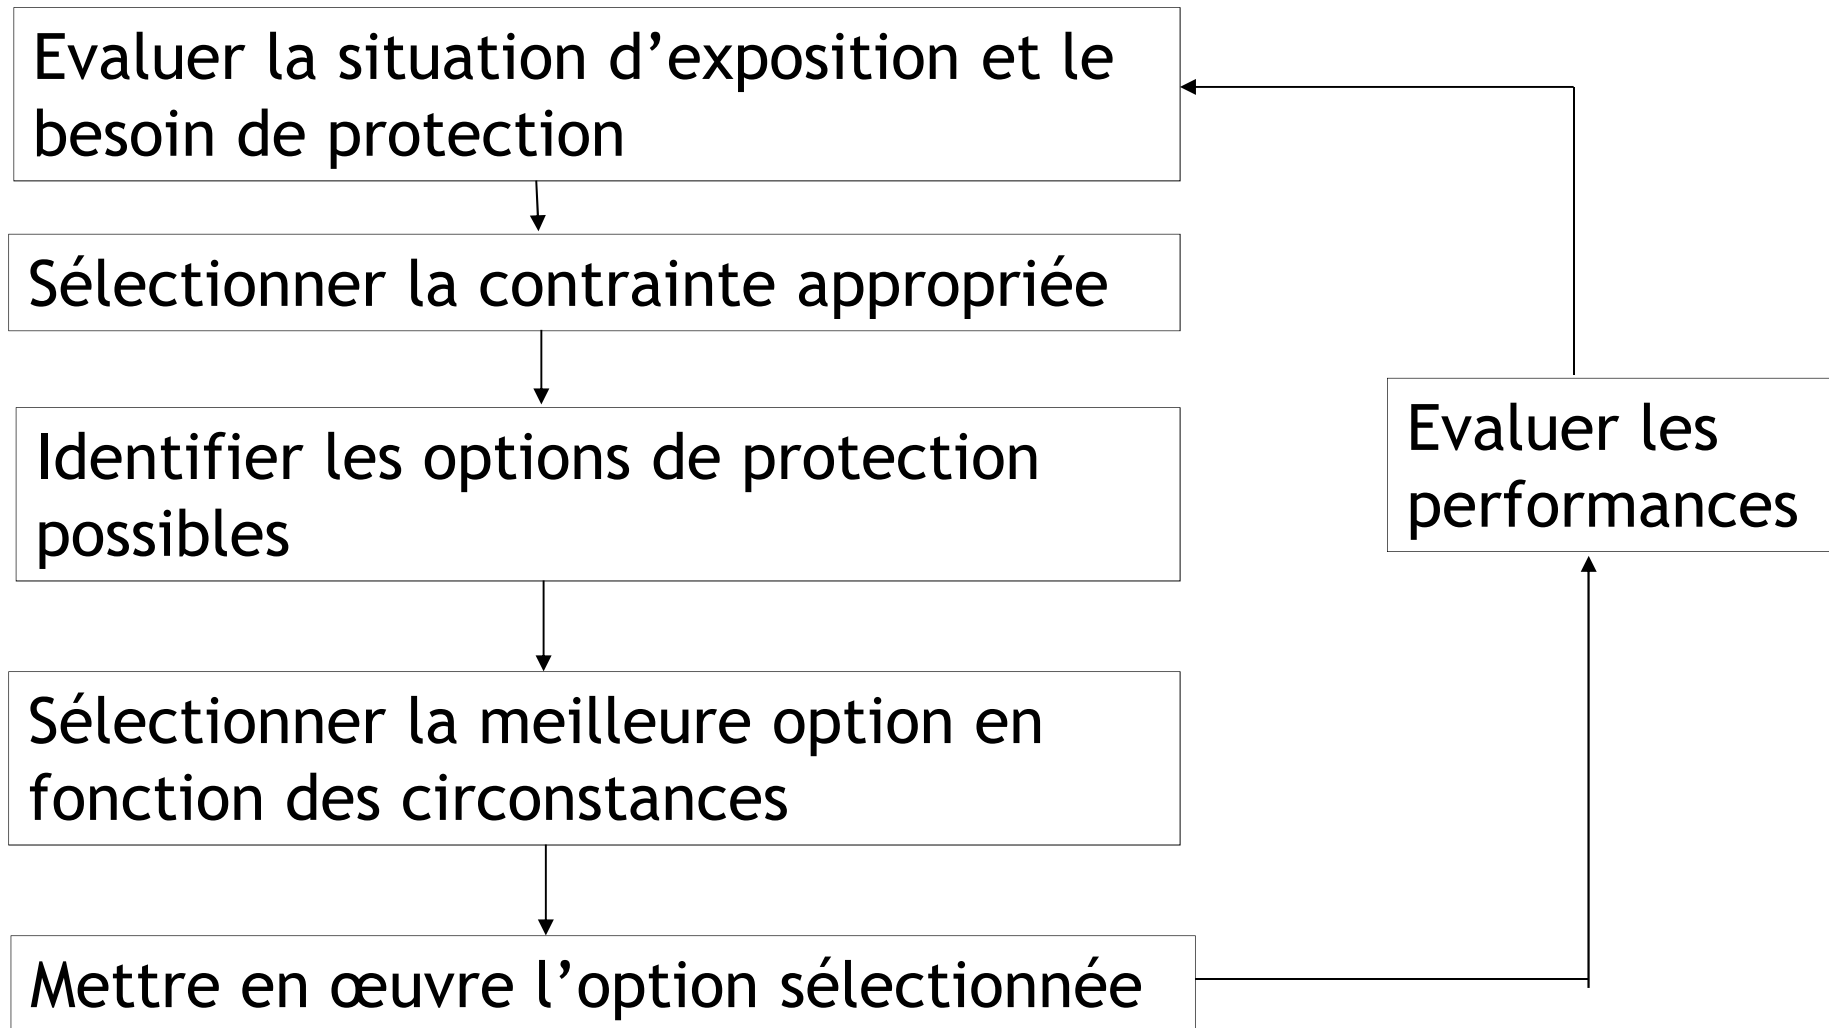 Evaluer la situation d’exposition et le
besoin de protection
Sélectionner la contrainte appropriée
Identifier les options de protection
possibles
Sélectionner la meilleure option en
fonction des circonstances
Mettre en œuvre l’option sélectionnée
Evaluer les
performances